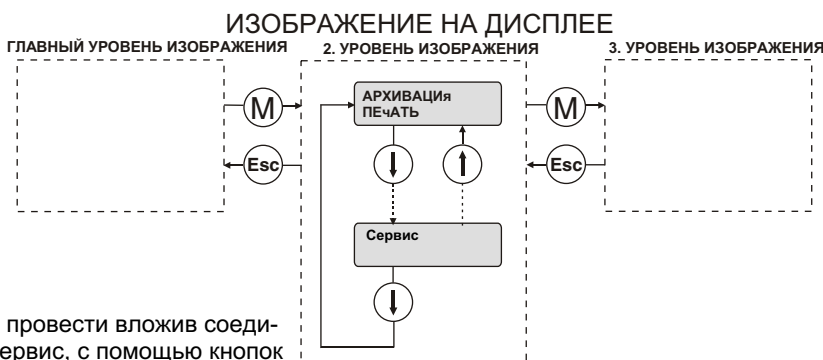 ИЗОБРАЖЕНИЕ НА ДИСПЛЕЕ
ГЛАВНЫЙ УРОВЕНЬ ИЗОБРАЖЕНИЯ
2. УРОВЕНЬ ИЗОБРАЖЕНИЯ
3. УРОВЕНЬ ИЗОБРАЖЕНИЯ
АРХИВАЦИя
ПЕчАТЬ
M
M
Esc
Esc
Сервис
провести вложив соеди-
ервис, с помощью кнопок